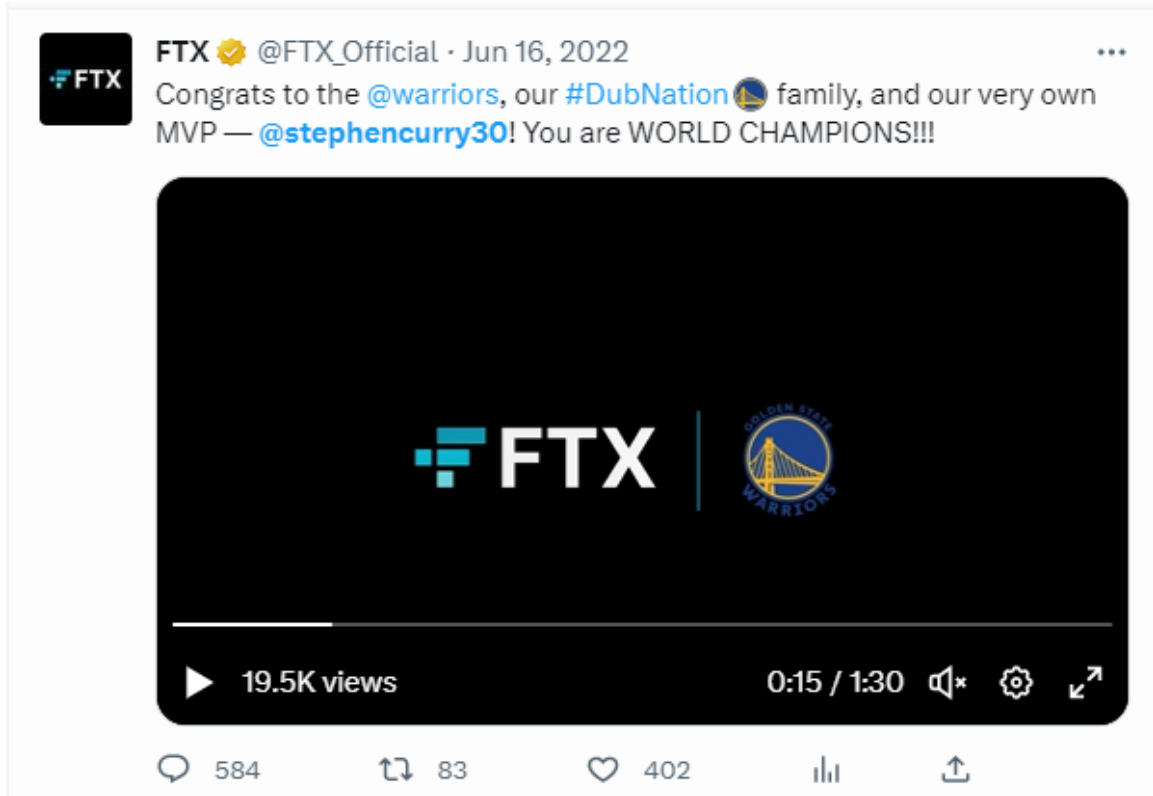 FTX @FTX_Official · Jun 16, 2022
FTX
Congrats to the @warriors, our #DubNation family, and our very own
MVP — @stephencurry30! You are WORLD CHAMPIONS!!!
GOLDEN STATE
FTX
WARRIORS
19.5K views
0:15 / 1:30
584
83
402